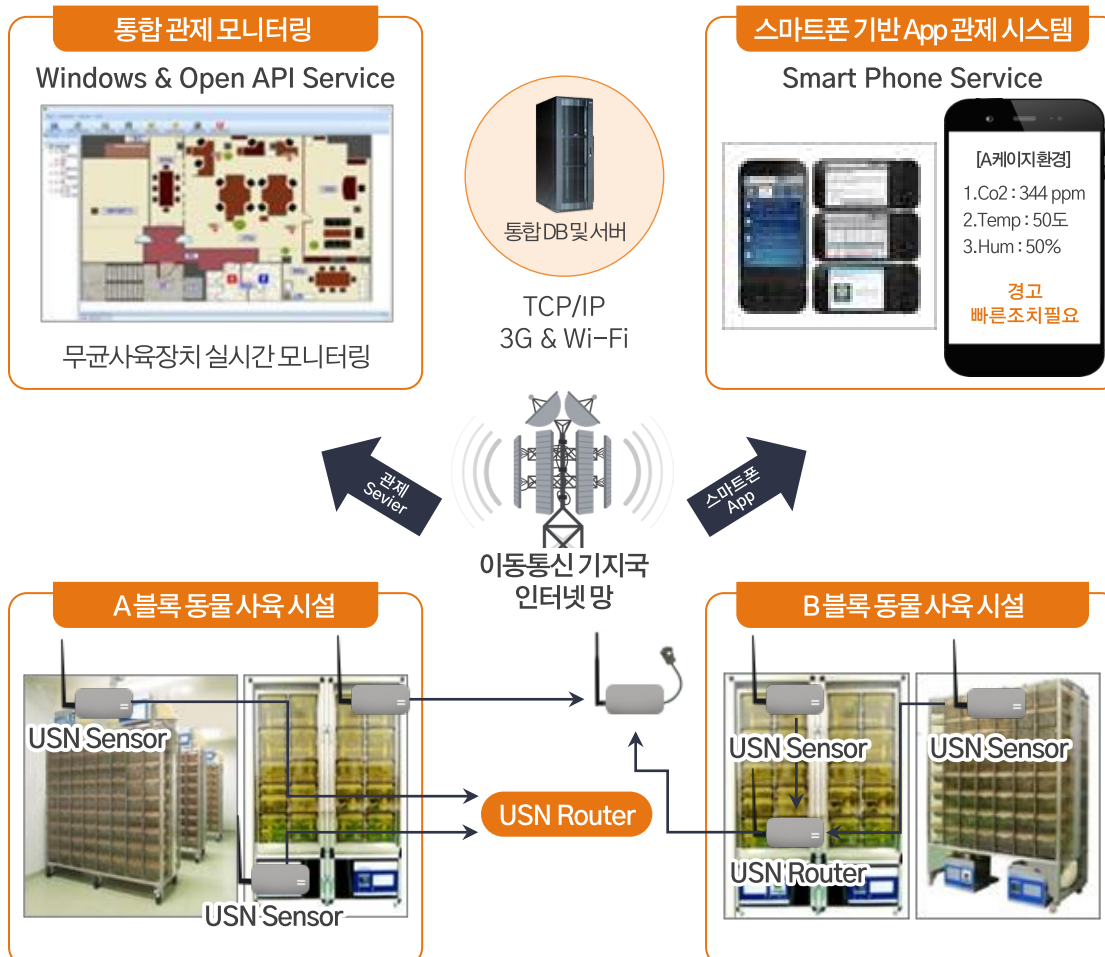 통합 관제 모니터링
Windows & Open API Service
무균사육장치 실시간 모니터링
통합 DB 및 서버
TCP/IP
3G & Wi-Fi
스마트폰 기반 App 관제 시스템
Smart Phone Service
[A케이지 환경]
1.Co2 : 344 ppm
2.Temp : 50도
3.Hum : 50%
경고
빠른조치필요
관제
Sevier
스마트폰
App
이동통신 기지국
인터넷 망
A 블록 동물 사육 시설
USN Sensor
USN Sensor
USN Router
B 블록 동물 사육 시설
USN Sensor
USN Sensor
USN Router